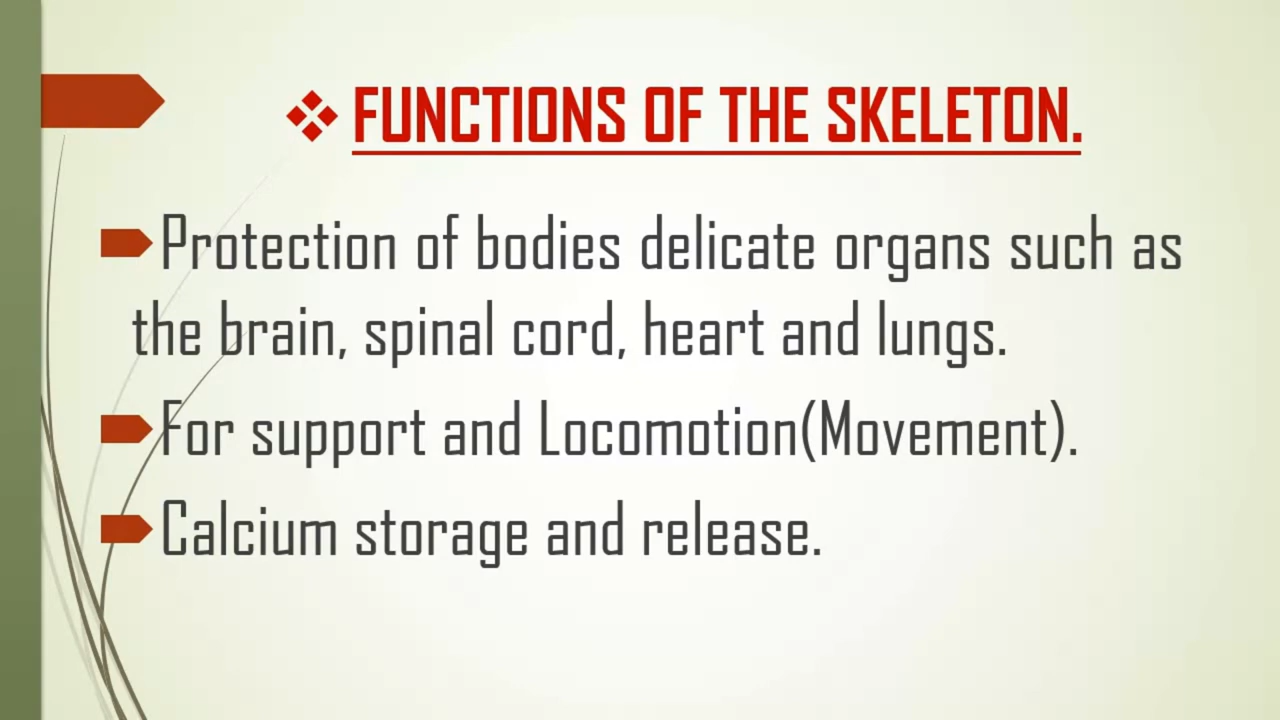 FUNCTIONS OF THE SKELETON.
Protection of bodies delicate organs such as
the brain, spinal cord, heart and lungs.
For support and Locomotion(Movement).
Calcium storage and release.